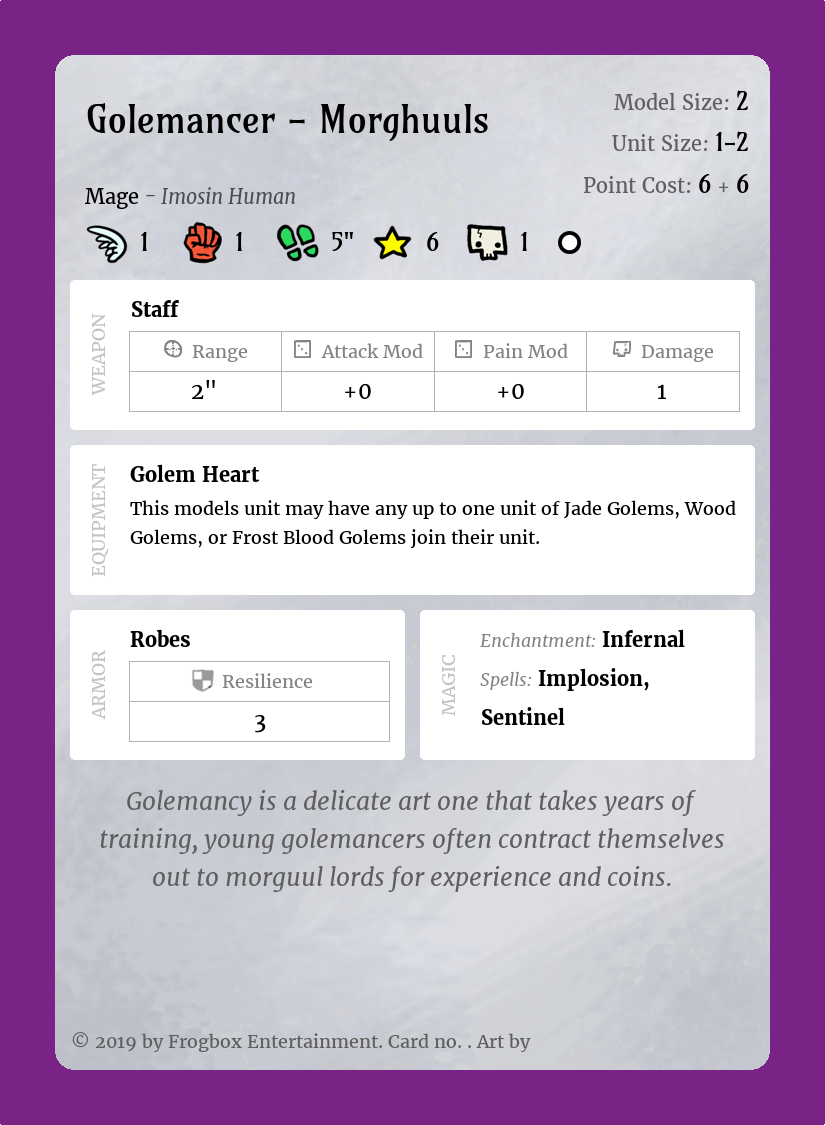 Golemancer – Morghuuls
Model Size: 2
Unit Size: 1–2
Point Cost: 6 + 6
Mage – Imosin Human
1 1 5" 6 1
WEAPON
Staff
Range Attack Mod Pain Mod Damage
2" +0 +0 1
EQUIPMENT
Golem Heart
This models unit may have any up to one unit of Jade Golems, Wood
Golems, or Frost Blood Golems join their unit.
ARMOR
Robes
Resilience
3
MAGIC
Enchantment: Infernal
Spells: Implosion,
Sentinel
Golemancy is a delicate art one that takes years of
training, young golemancers often contract themselves
out to morguul lords for experience and coins.
© 2019 by Frogbox Entertainment. Card no. . Art by